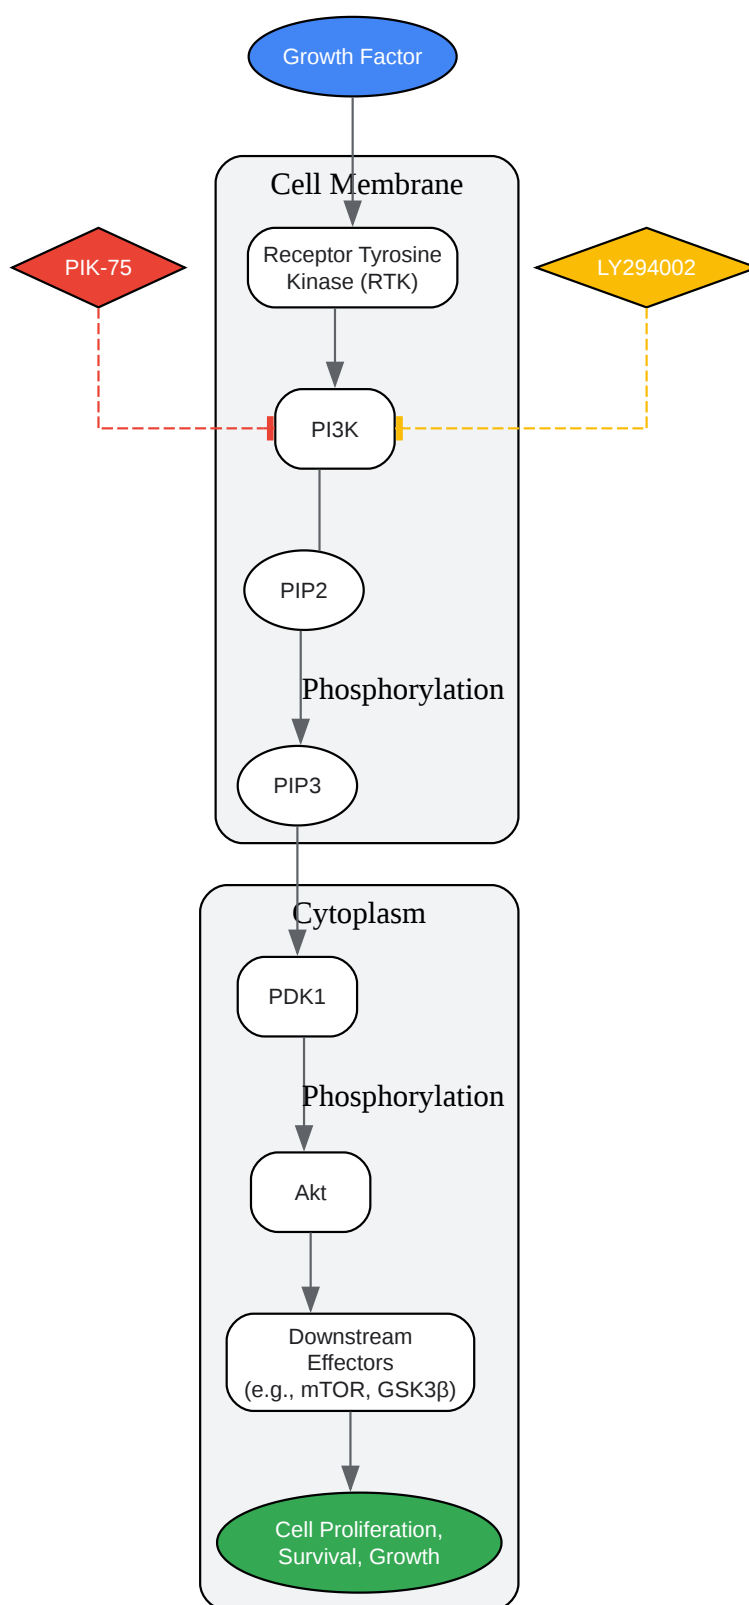 Growth Factor
Cell Membrane
PIK-75
Receptor Tyrosine
Kinase (RTK)
LY294002
PI3K
PIP2
Phosphorylation
PIP3
Cytoplasm
PDK1
Phosphorylation
Akt
Downstream
Effectors
(e.g., mTOR, GSK3β)
Cell Proliferation,
Survival, Growth